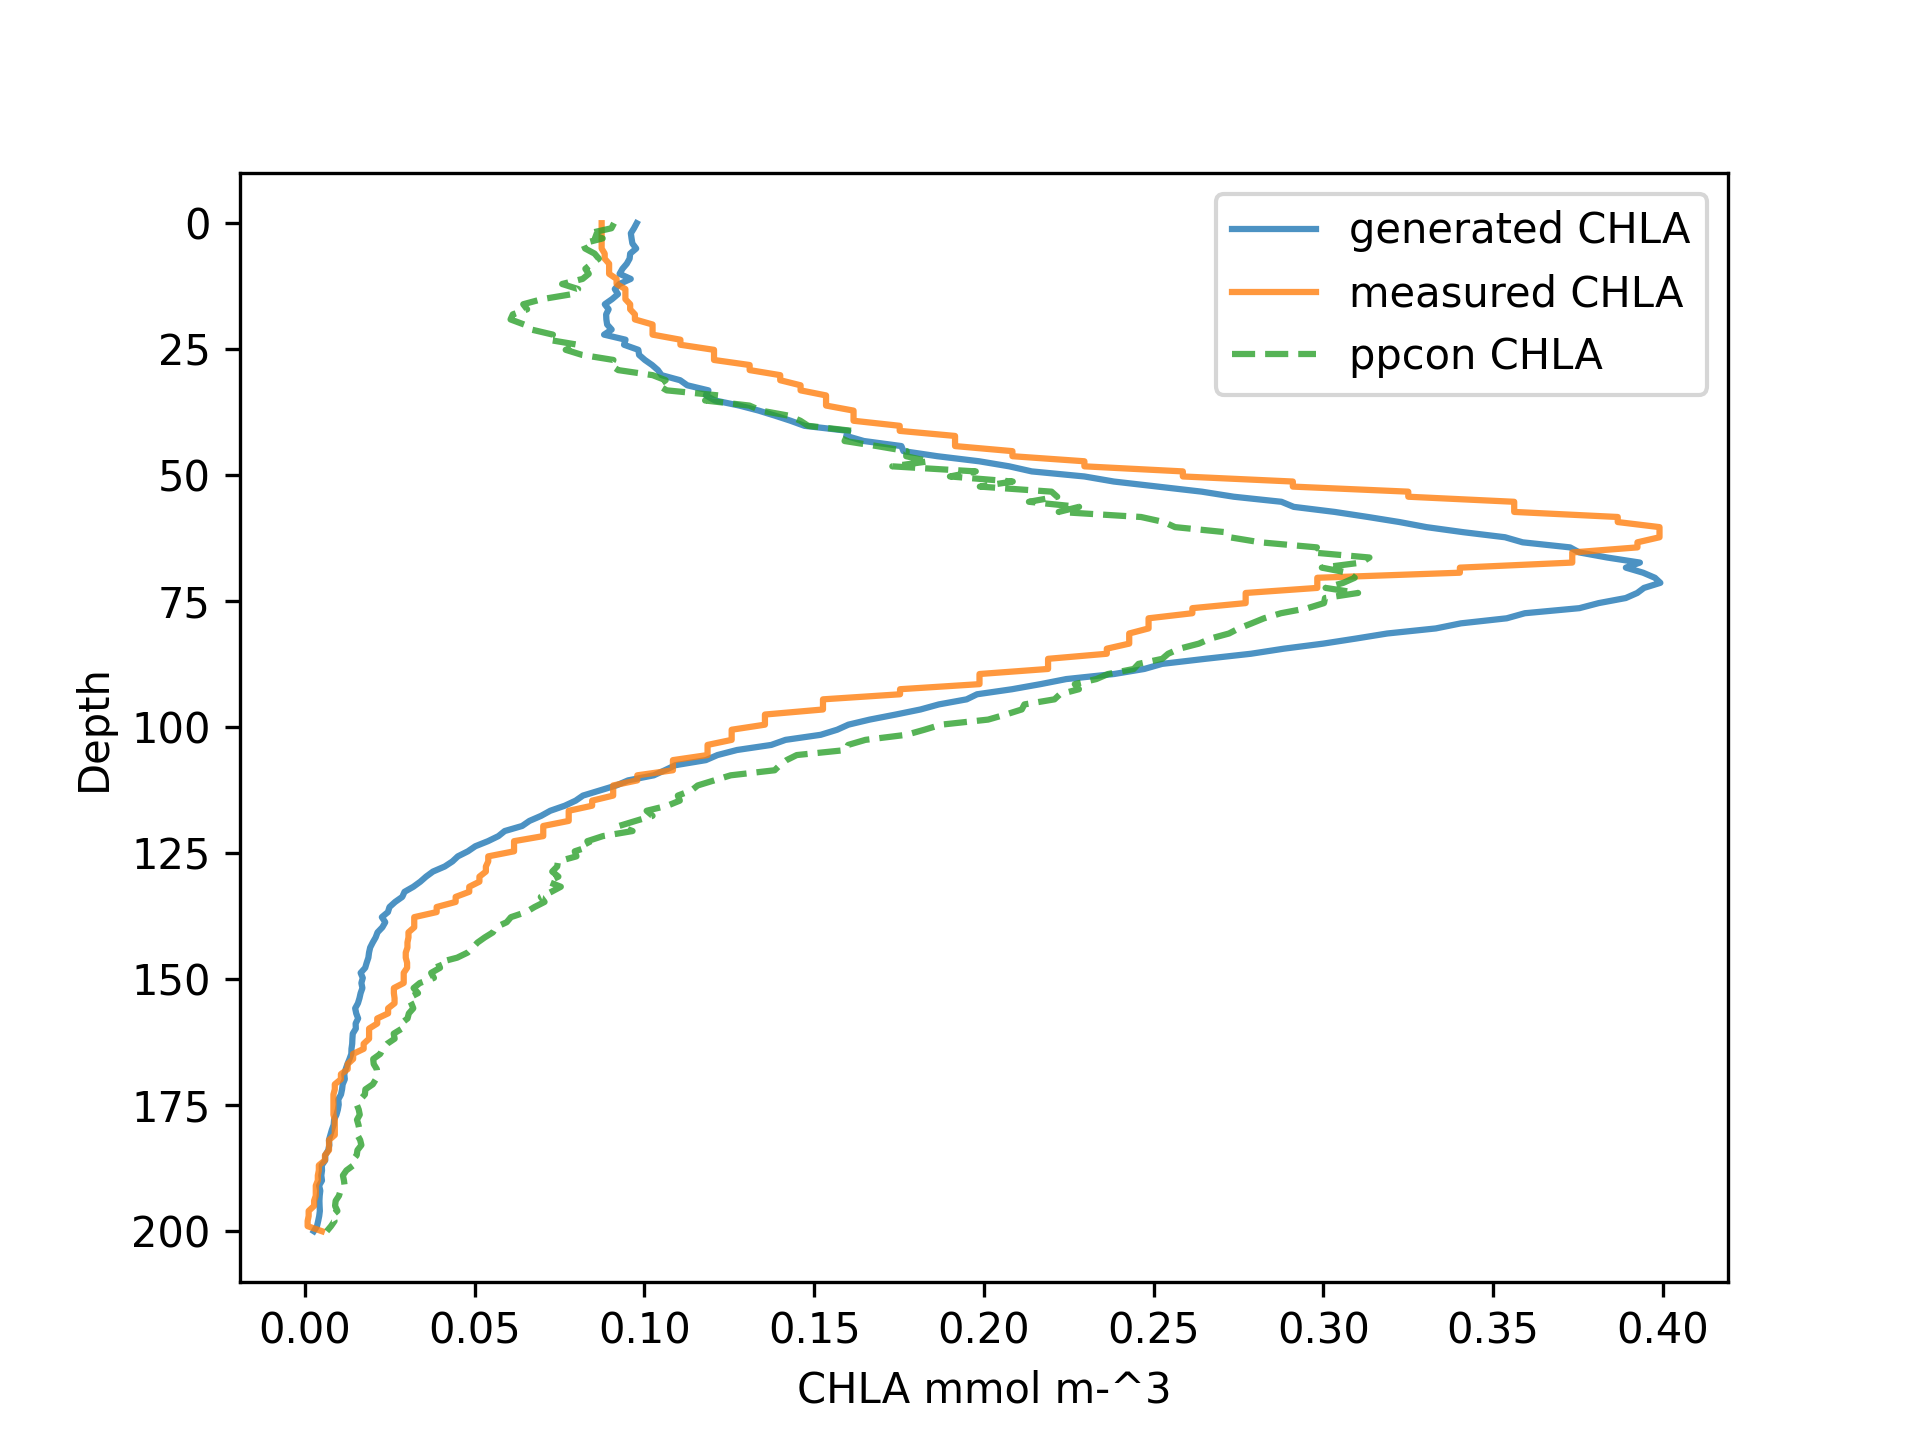 generated CHLA
measured CHLA
ppcon CHLA
0
25
50
75
100
125
150
175
200
Depth
0.00 0.05 0.10 0.15 0.20 0.25 0.30 0.35 0.40
CHLA mmol m-^3